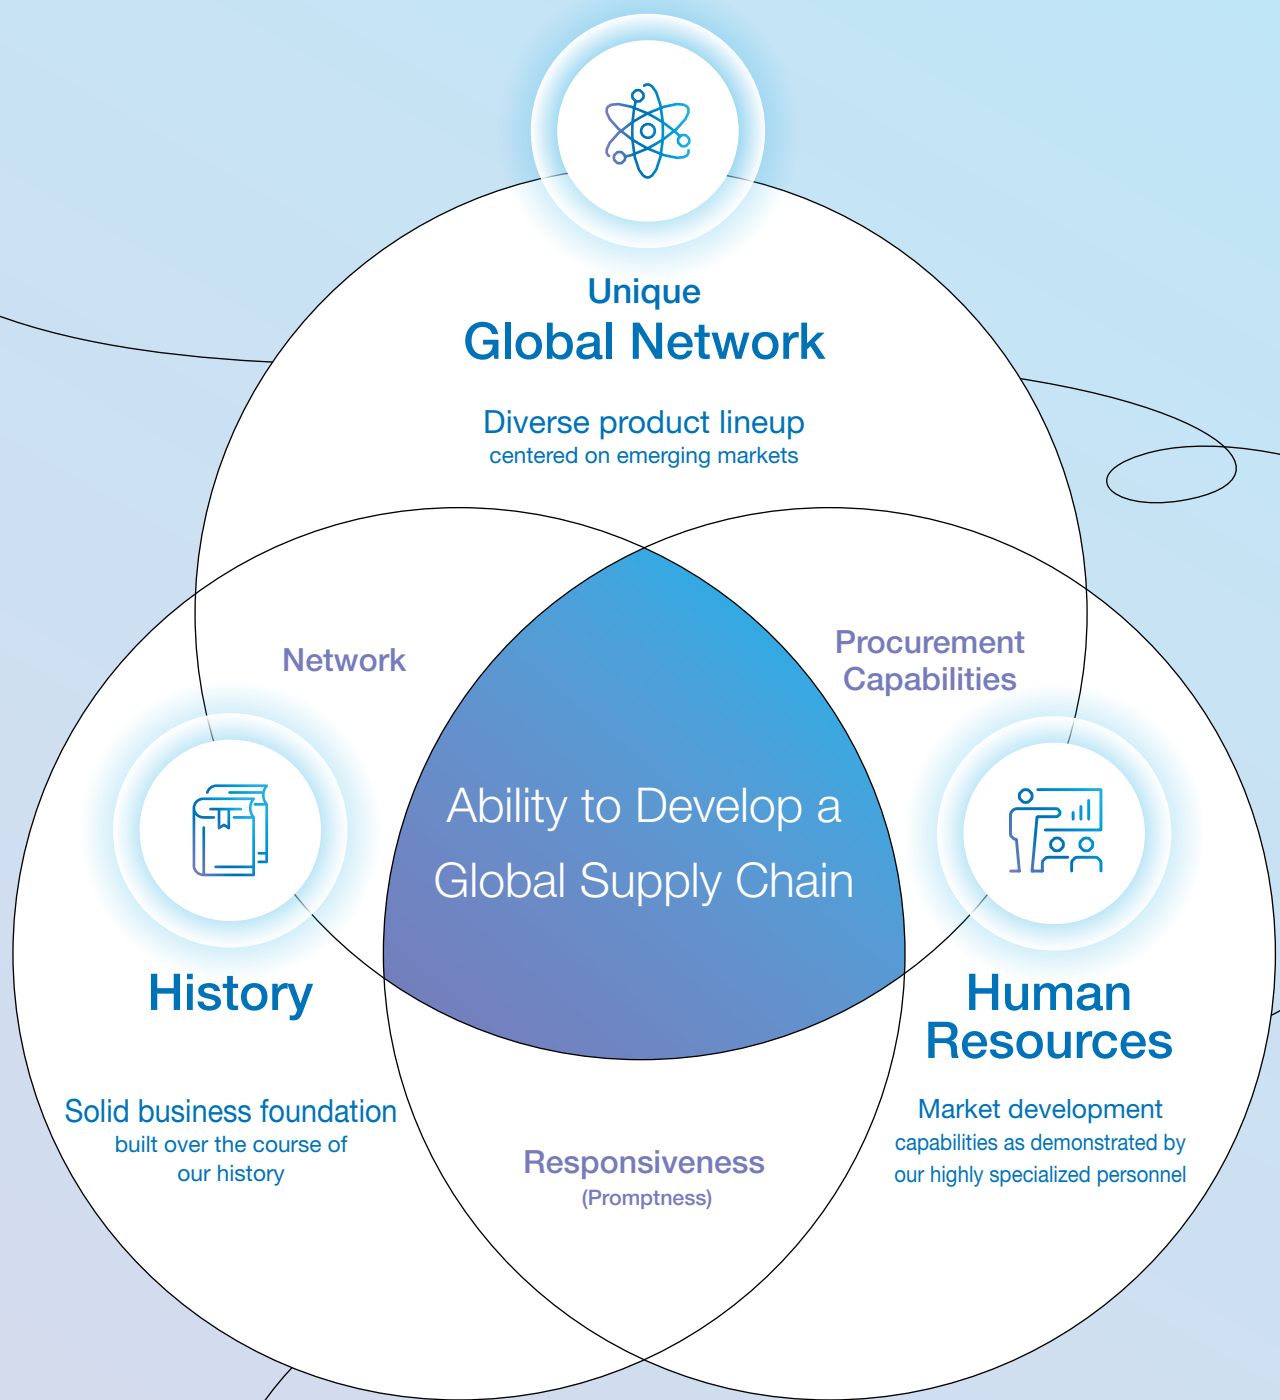 Unique
Global Network
Diverse product lineup
centered on emerging markets
Network
Procurement
Capabilities
Ability to Develop a
Global Supply Chain
History
Solid business foundation
built over the course of
our history
Human
Resources
Market development
capabilities as demonstrated by
our highly specialized personnel
Responsiveness
(Promptness)